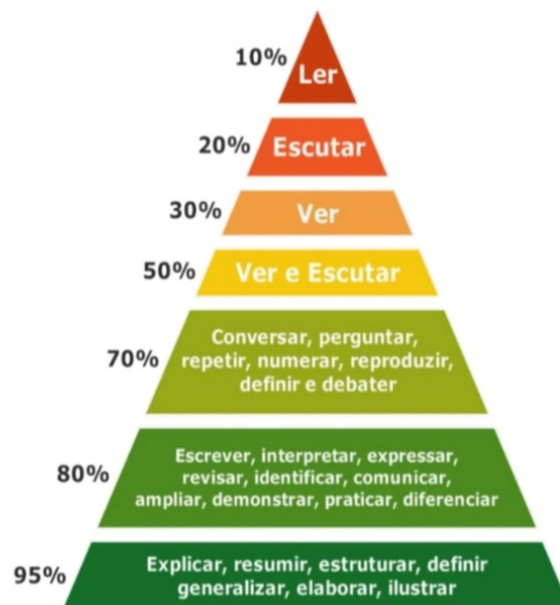 10%
Ler
20%
Escutar
30%
Ver
50%
Ver e Escutar
70%
Conversar, perguntar,
repetir, numerar, reproduzir,
definir e debater
80%
Escrever, interpretar, expressar,
revisar, identificar, comunicar,
ampliar, demonstrar, praticar, diferenciar
95%
Explicar, resumir, estruturar, definir
generalizar, elaborar, ilustrar